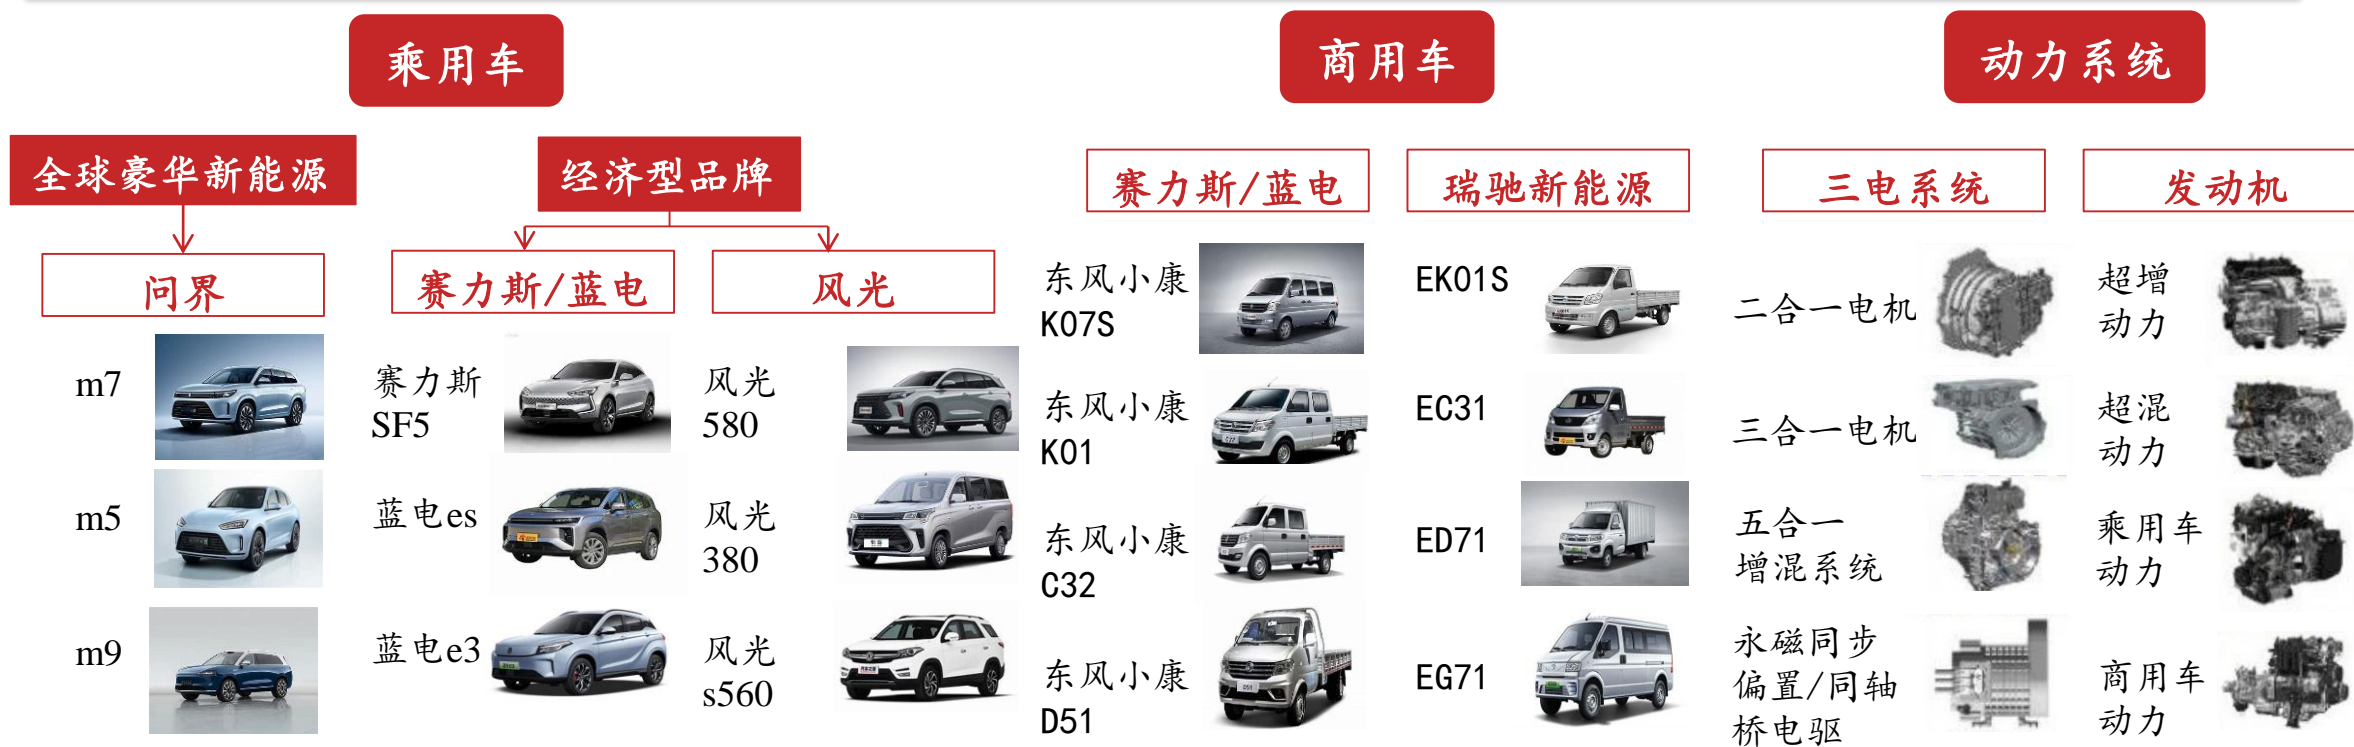 乘用车
商用车
动力系统
全球豪华新能源
经济型品牌
赛力斯/蓝电
瑞驰新能源
三电系统
发动机
问界
赛力斯/蓝电
风光
m7
m5
m9
赛力斯
SF5
蓝电es
蓝电e3
风光
580
风光
380
风光
s560
东风小康
K07S
东风小康
K01
东风小康
C32
东风小康
D51
EK01S
EC31
ED71
EG71
二合一电机
三合一电机
五合一
增混系统
永磁同步
偏置/同轴
桥电驱
超增
动力
超混
动力
乘用车
动力
商用车
动力